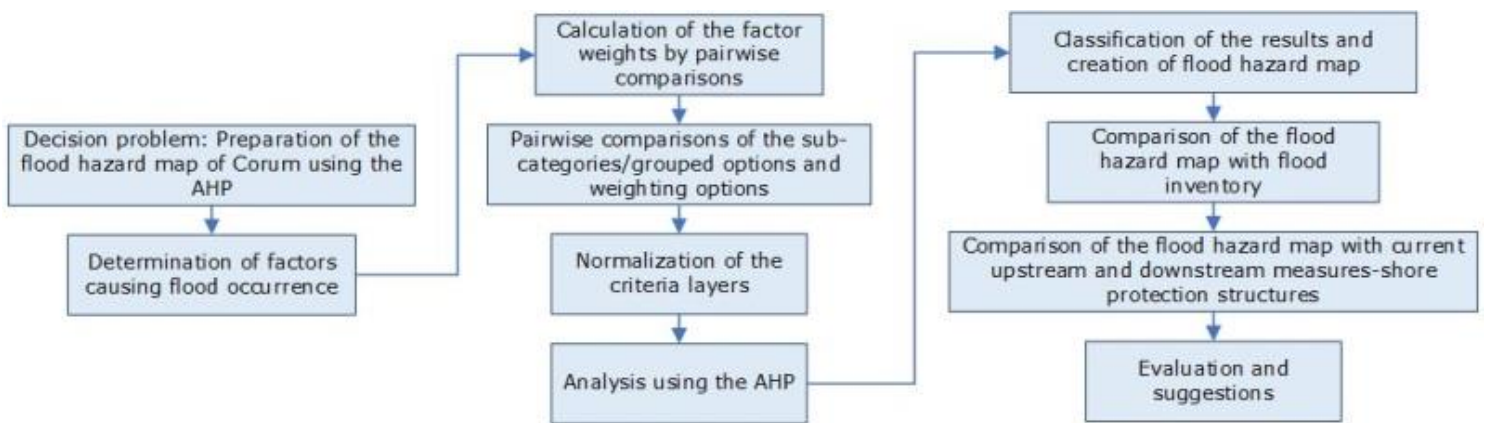 Decision problem: Preparation of the
flood hazard map of Corum using the
AHP
Determination of factors
causing flood occurrence
Calculation of the factor
weights by pairwise
comparisons
Pairwise comparisons of the sub-
categories/grouped options and
weighting options
Normalization of the
criteria layers
Analysis using the AHP
Classification of the results and
creation of flood hazard map
Comparison of the flood
hazard map with flood
inventory
Comparison of the flood hazard map with current
upstream and downstream measures-shore
protection structures
Evaluation and
suggestions